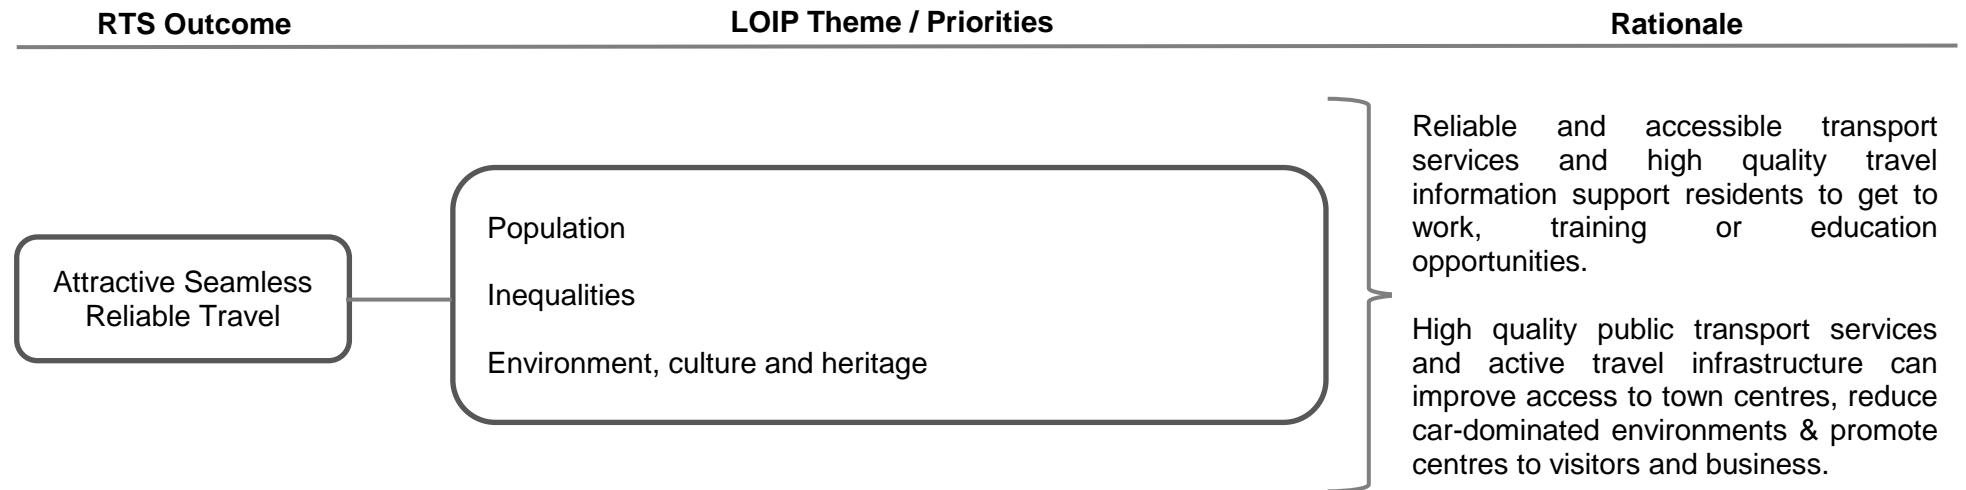 RTS Outcome
LOIP Theme / Priorities
Rationale
Attractive Seamless
Reliable Travel
Population
Inequalities
Environment, culture and heritage
Reliable and accessible transport
services and high quality travel
information support residents to get to
work, training or education
opportunities.
High quality public transport services
and active travel infrastructure can
improve access to town centres, reduce
car-dominated environments & promote
centres to visitors and business.